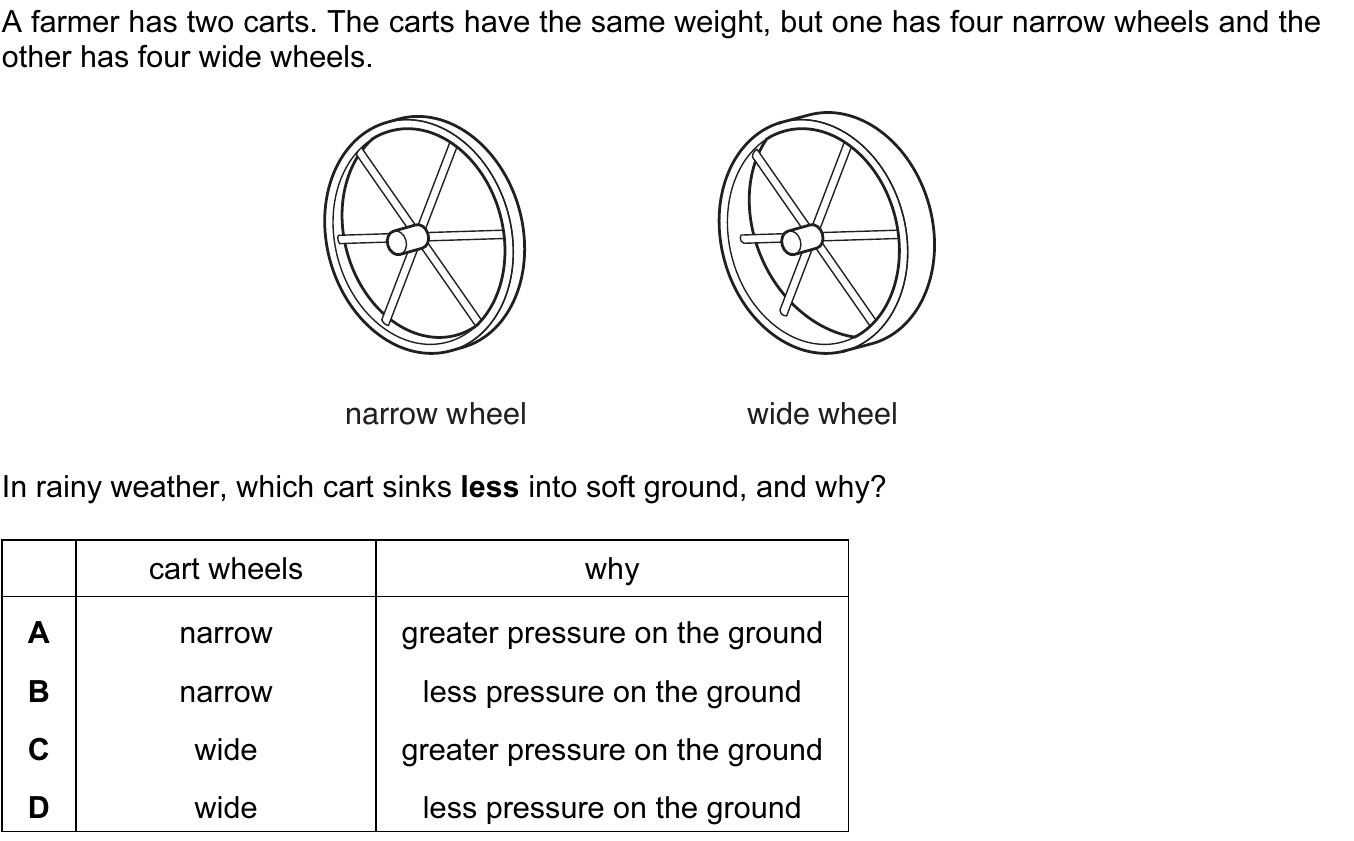 A farmer has two carts. The carts have the same weight, but one has four narrow wheels and the
other has four wide wheels.
narrow wheel wide wheel
In rainy weather, which cart sinks less into soft ground, and why?
cart wheels why
A narrow greater pressure on the ground
B narrow less pressure on the ground
C wide greater pressure on the ground
D wide less pressure on the ground